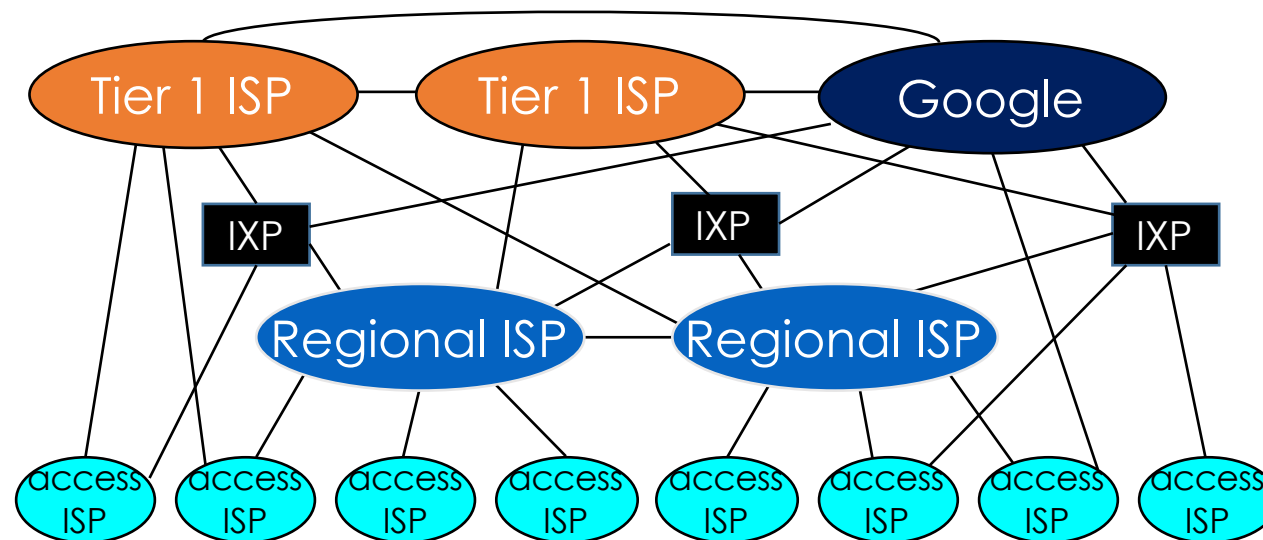 Tier 1 ISP
Tier 1 ISP
Google
IXP
IXP
IXP
Regional ISP
Regional ISP
access
ISP
access
ISP
access
ISP
access
ISP
access
ISP
access
ISP
access
ISP
access
ISP